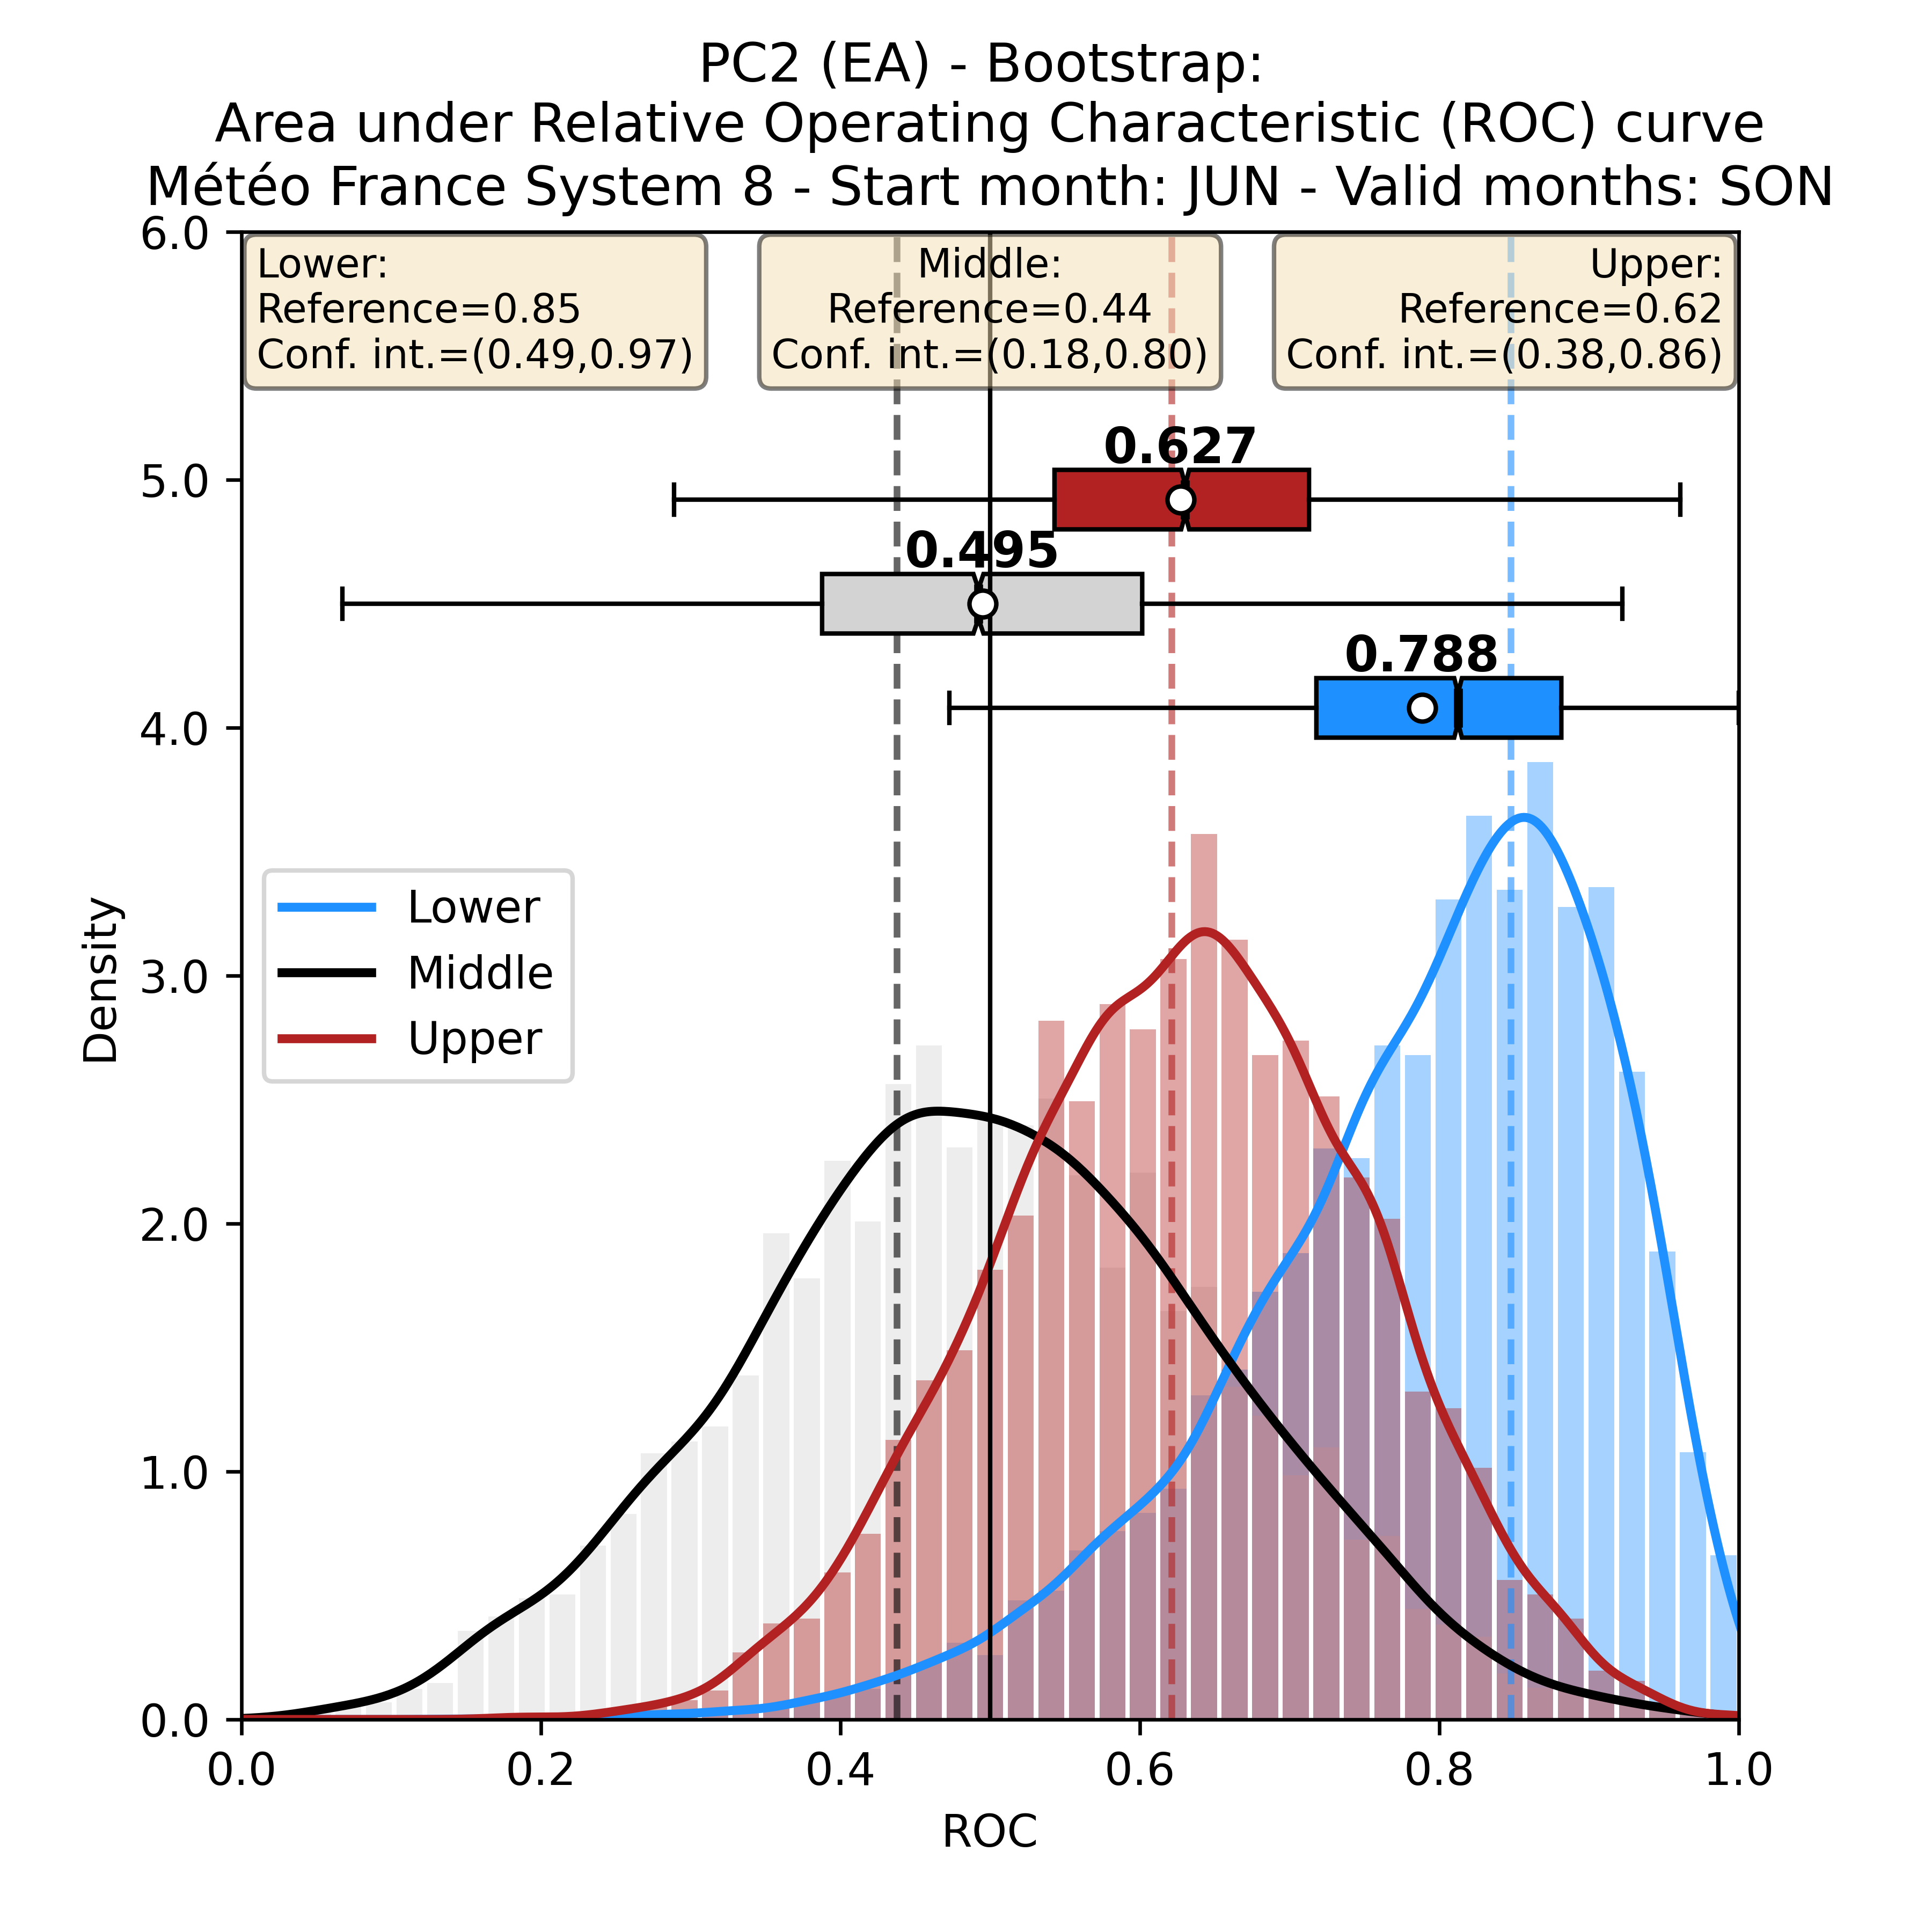 PC2 (EA) - Bootstrap:
Area under Relative Operating Characteristic (ROC) curve
Météo France System 8 - Start month: JUN - Valid months: SON
Lower:
Reference=0.85
Conf. int.=(0.49,0.97)
Middle:
Reference=0.44
Conf. int.=(0.18,0.80)
Upper:
Reference=0.62
Conf. int.=(0.38,0.86)
0.627
0.495
0.788
Lower
Middle
Upper
Density
6.0
5.0
4.0
3.0
2.0
1.0
0.0
0.0 0.2 0.4 0.6 0.8 1.0
ROC